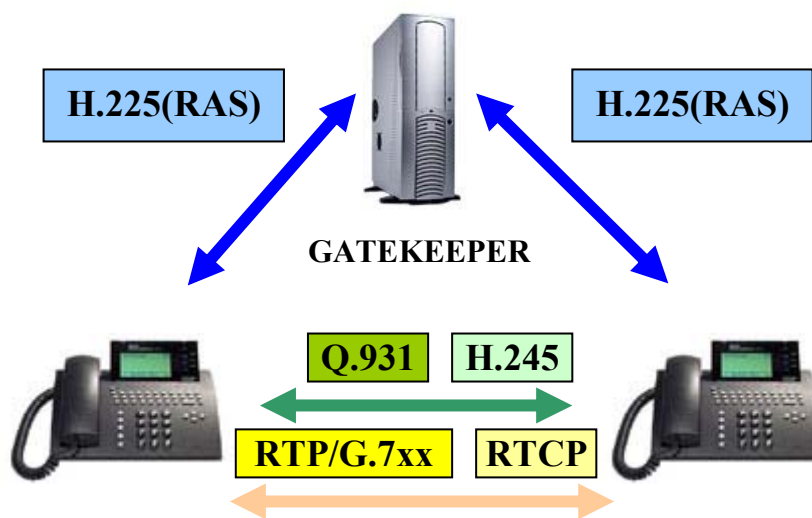 H.225(RAS)
H.225(RAS)
GATEKEEPER
Q.931
H.245
RTP/G.7xx
RTCP